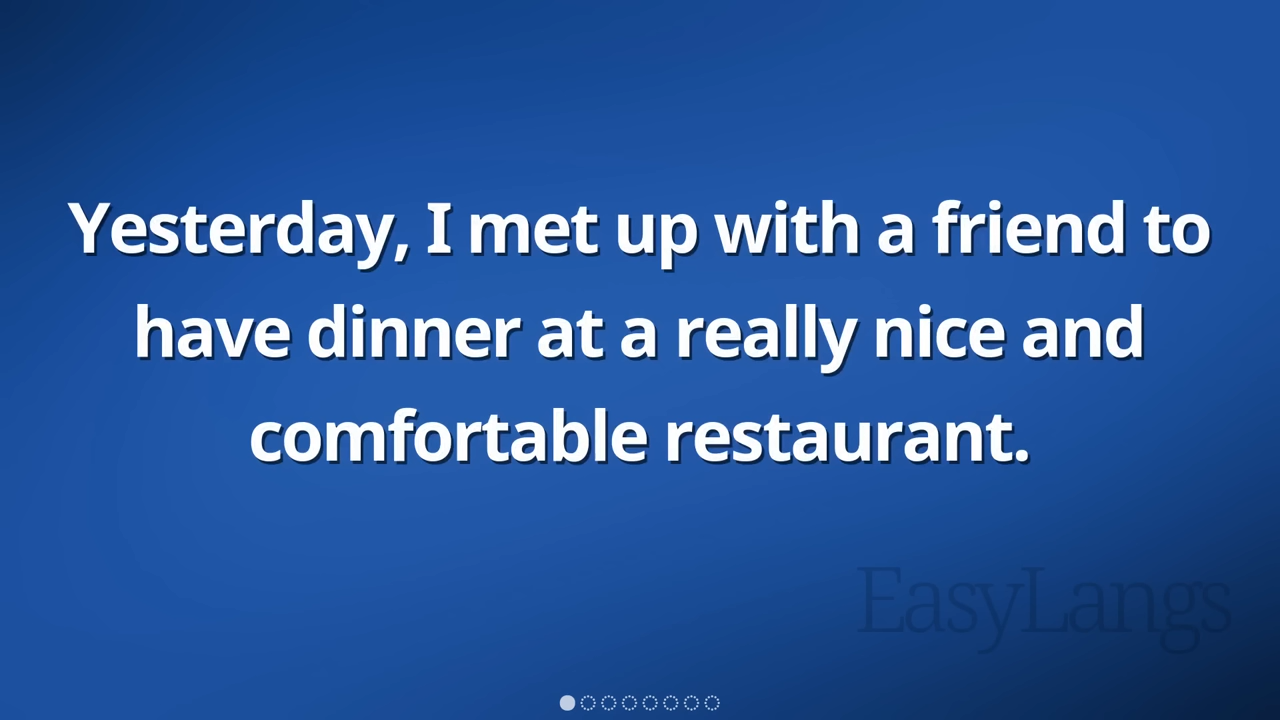 Yesterday, I met up with a friend to
have dinner at a really nice and
comfortable restaurant.
EasyLangs